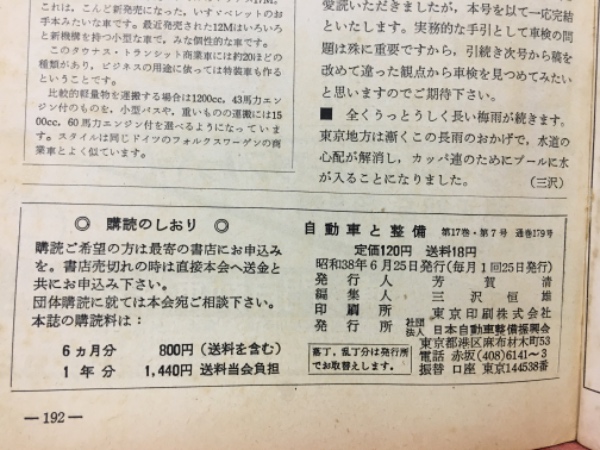 これは、こんど新発売になった、いすゞベレットのお
手本みたいな車です。最近発売された12Mはいろいろ
と新機構を持つ小型な車で、みな個性的な車です。
このタウナス・トランシット商業車には約20ほどの
種類があり、ビジネスの用途に依っては特装車も作る
ということです。
比較的軽量物を運搬する場合は1200cc、43馬力エン
ジン付のものを、小型バスや、重いものの運搬には15
00cc、60馬力エンジン付を選べるようになっていま
す。スタイルは同じドイツのフォルクスワーゲンの商
業車とよく似ています。
愛読いただきましたが、本号を以て一応完結
といたします。実務的な手引として車検の問
題は殊に重要ですから、引続き次号から稿を
改めて違った観点から車検を見つめてみたい
と思いますのでご期待下さい。
■ 全くうっとうしく長い梅雨が続きます。
東京地方は漸くこの長雨のおかげで、水道の
心配が解消し、カッパ連のためにプールに水
が入ることになりました。 (三沢)
◎ 購読のしおり ◎
購読ご希望の方は最寄の書店にお申込み
を。書店売切れの時は直接本会へ送金と
共にお申込み下さい。
団体購読に就ては本会宛ご相談下さい。
本誌の購読料は:
6ヵ月分 800円(送料を含む)
1年分 1,440円 送料当会負担
自動車と整備 第17巻・第7号 通巻179号
定価120円 送料18円
昭和38年6月25日発行(毎月1回25日発行)
発行人 芳賀清
編集人 三沢恒雄
印刷所 東京印刷株式会社
発行所 社団法人 日本自動車整備振興会
東京都港区麻布材木町53
電話 赤坂(408)6141〜3
振替 口座 東京144538番
落丁、乱丁分は発行所
でお取替えします。
—192—